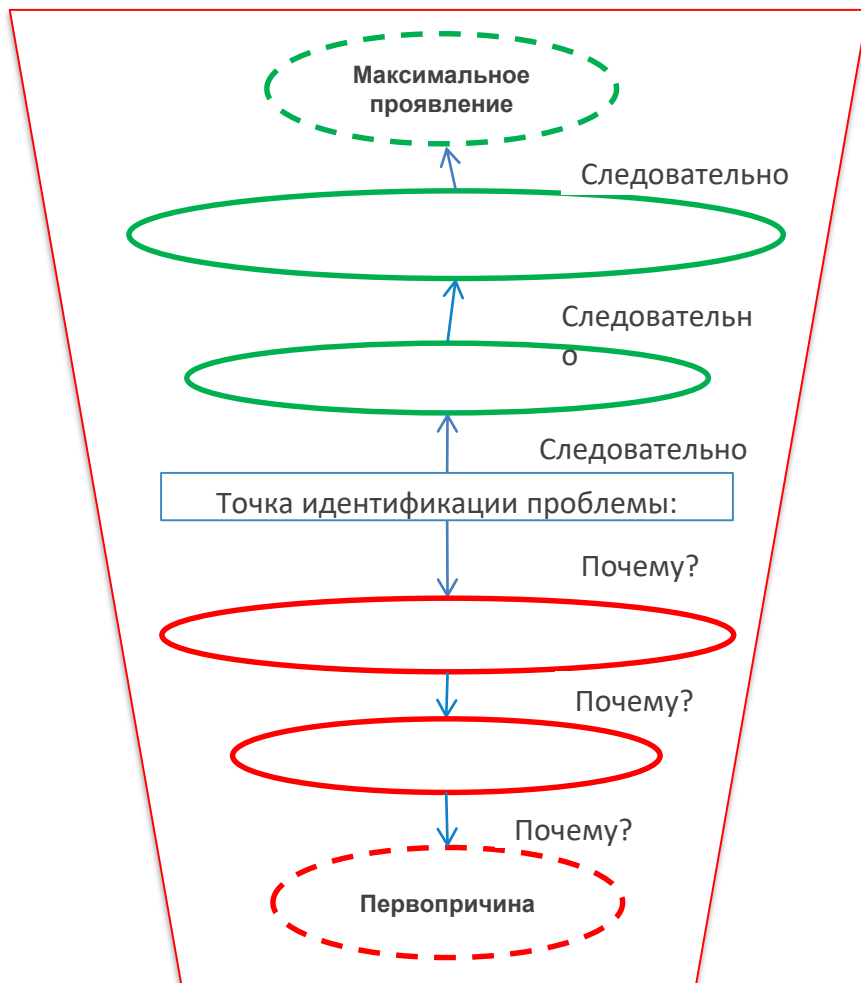 Максимальное
проявление
Следовательно
Следовательн
о
Следовательно
Точка идентификации проблемы:
Почему?
Почему?
Почему?
Первопричина